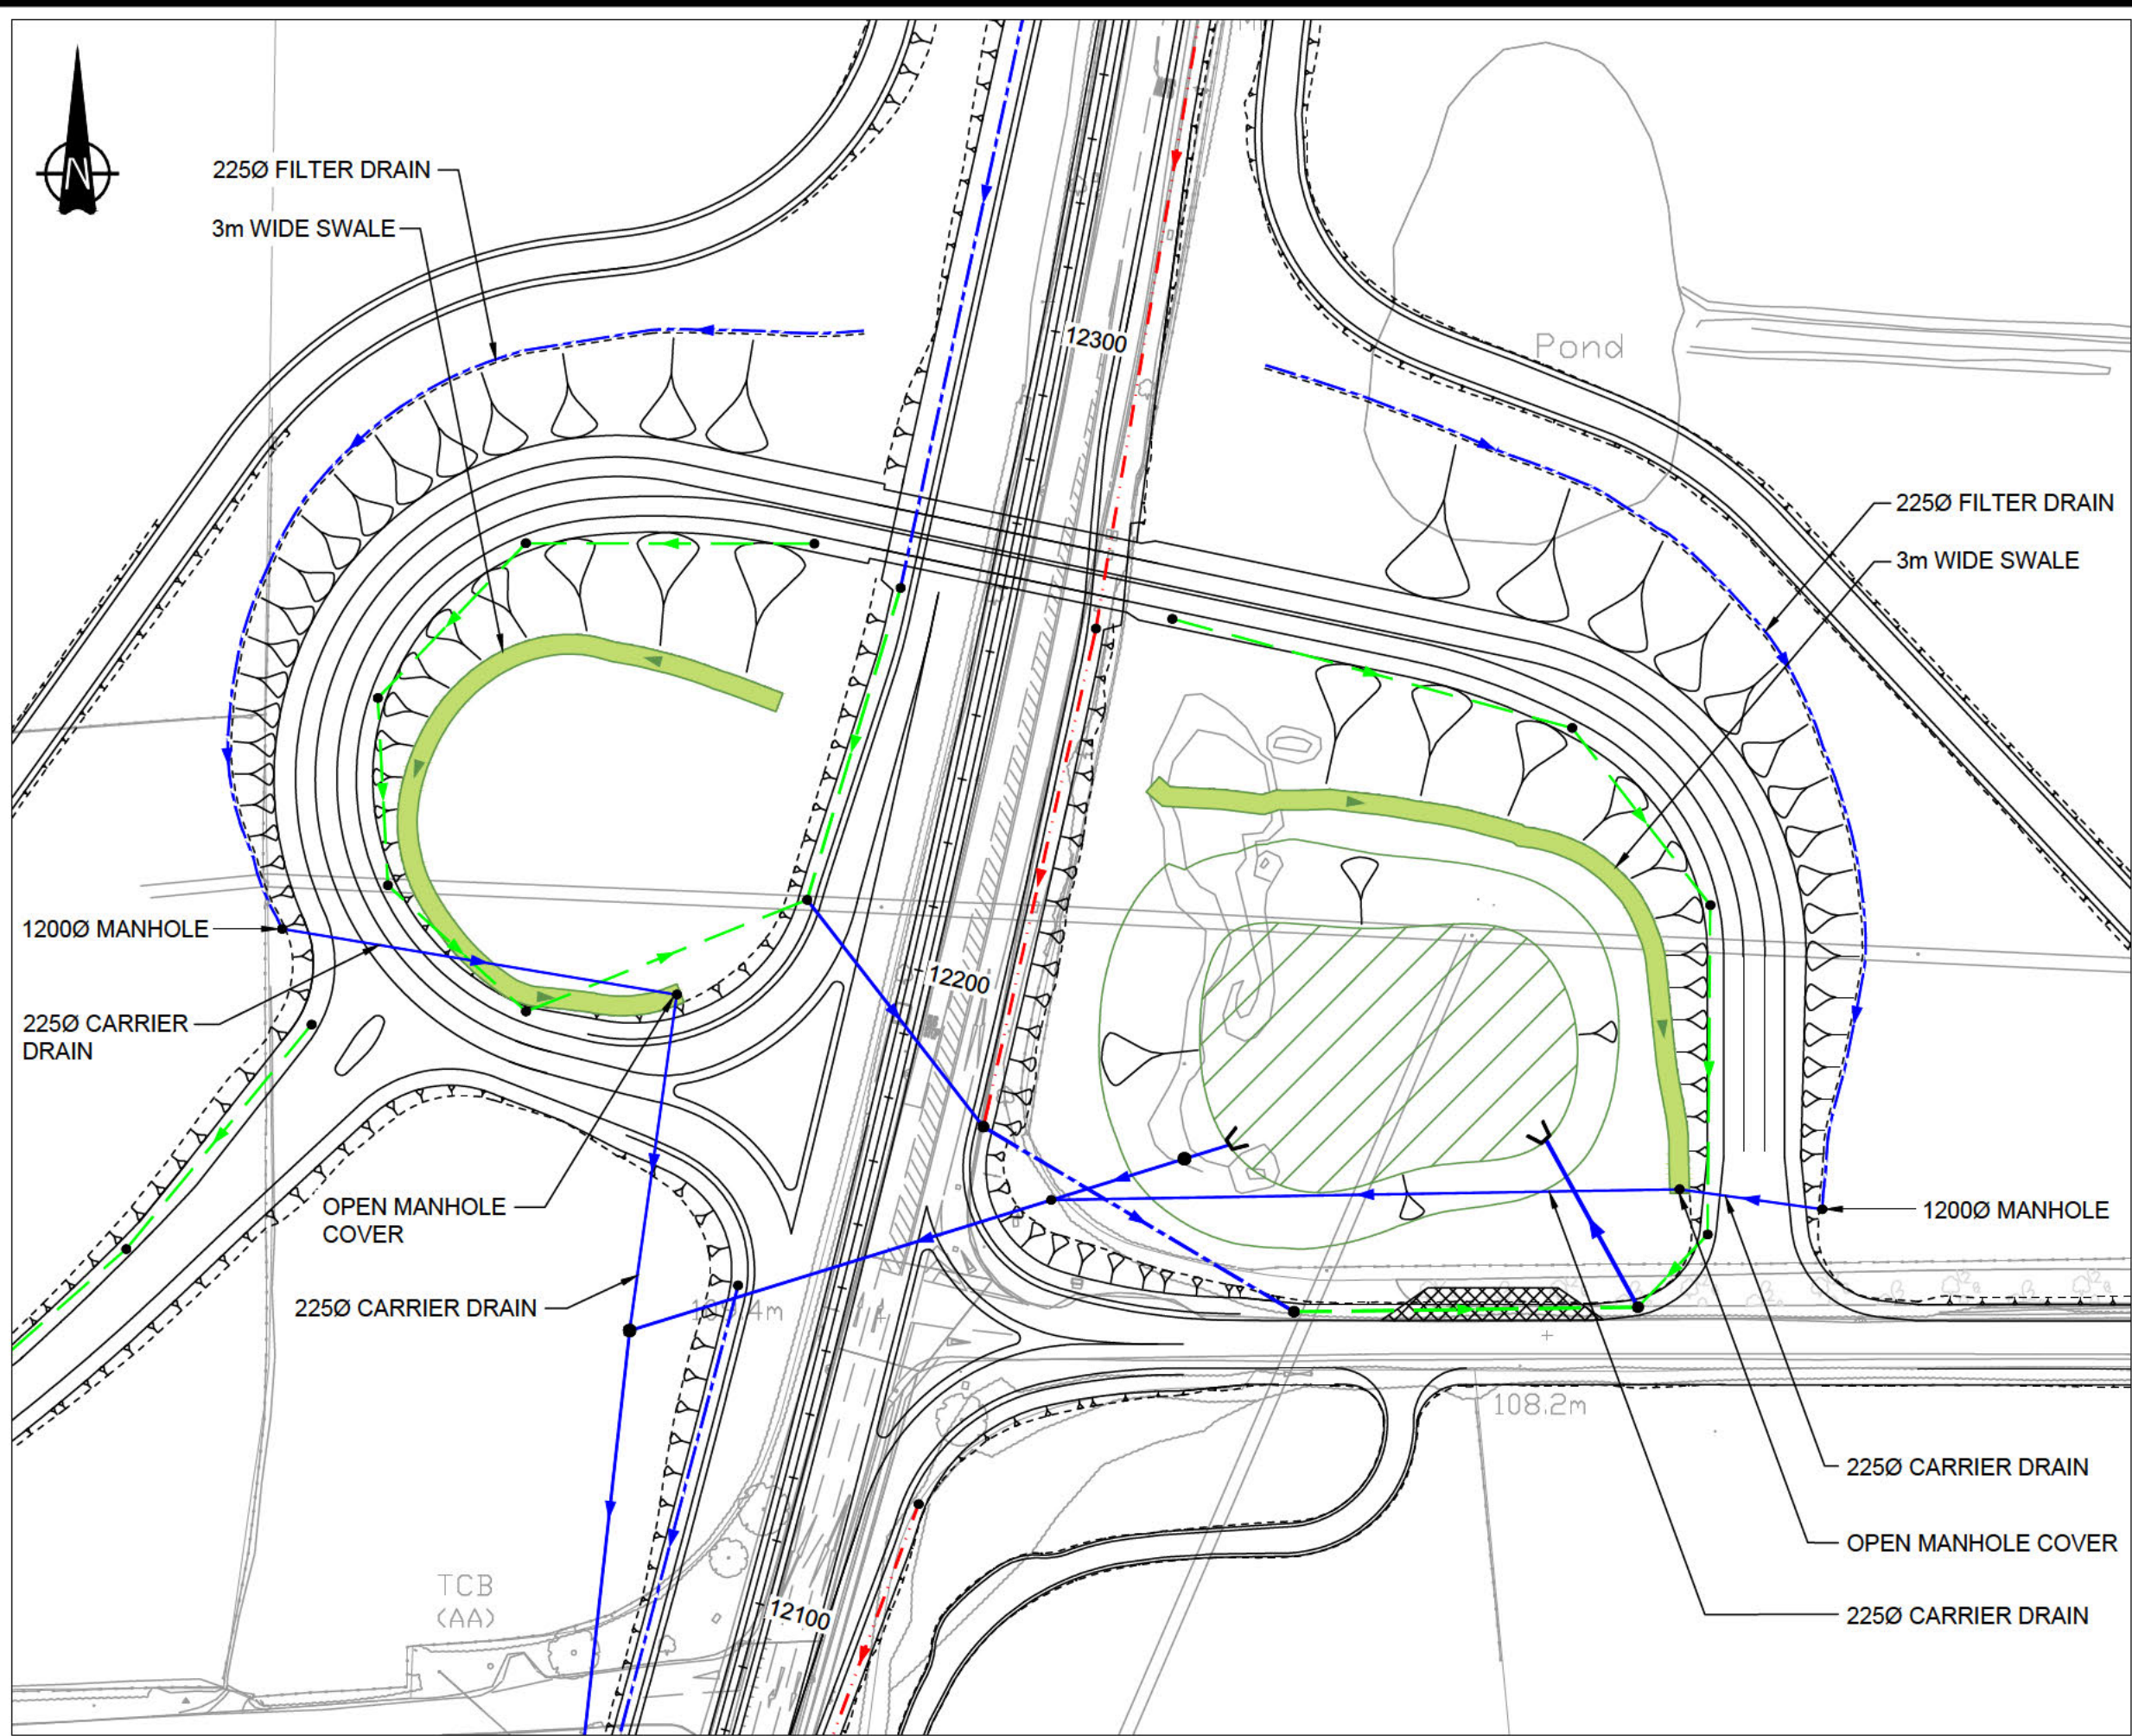 N
225Ø FILTER DRAIN
3m WIDE SWALE
12300
Pond
225Ø FILTER DRAIN
3m WIDE SWALE
1200Ø MANHOLE
12200
225Ø CARRIER
DRAIN
OPEN MANHOLE
COVER
1200Ø MANHOLE
225Ø CARRIER DRAIN
108.2m
225Ø CARRIER DRAIN
OPEN MANHOLE COVER
TCB
(AA)
12100
225Ø CARRIER DRAIN